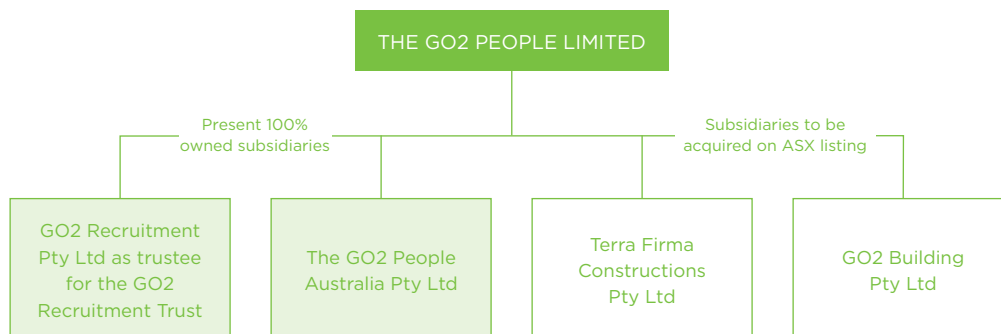 THE GO2 PEOPLE LIMITED
Present 100%
owned subsidiaries
Subsidiaries to be
acquired on ASX listing
GO2 Recruitment
Pty Ltd as trustee
for the GO2
Recruitment Trust
The GO2 People
Australia Pty Ltd
Terra Firma
Constructions
Pty Ltd
GO2 Building
Pty Ltd